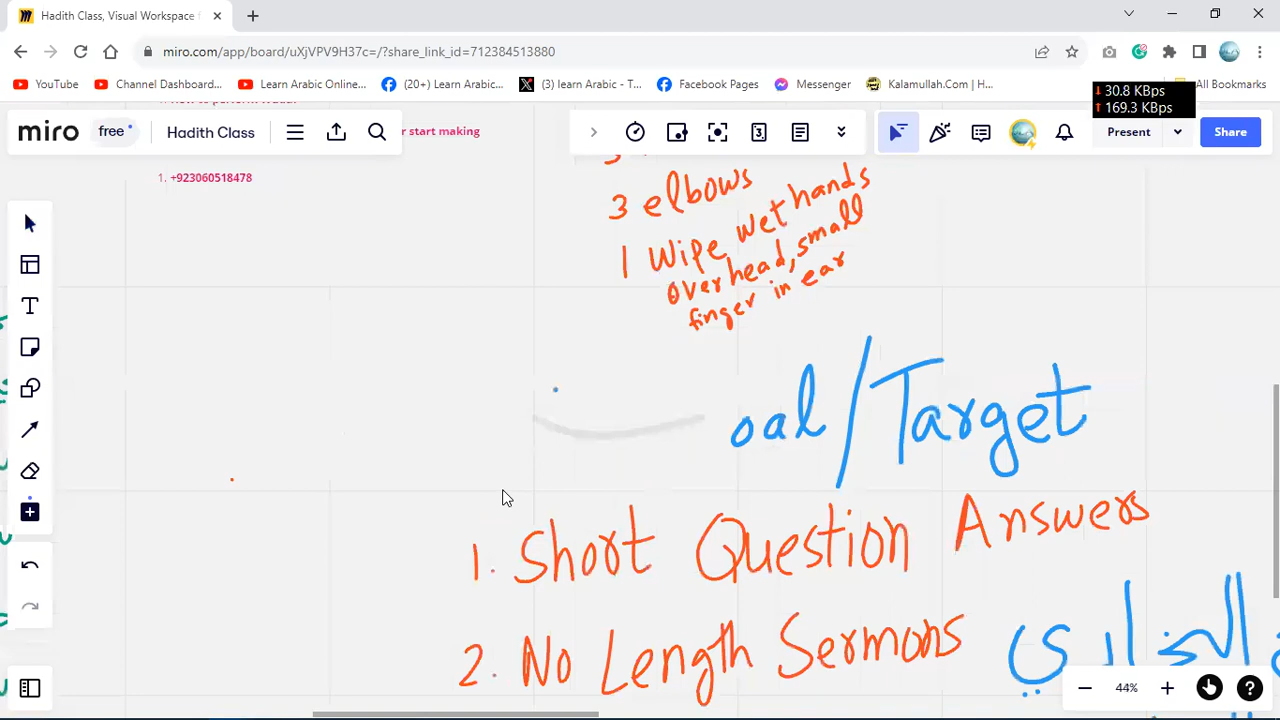 Hadith Class, Visual Workspace f
miro.com/app/board/uXjVPV9H37c=/?share_link_id=712384513880
YouTube
Channel Dashboard...
Learn Arabic Online...
(20+) Learn Arabic...
(3) learn Arabic - T...
Facebook Pages
Messenger
Kalamullah.Com | H...
All Bookmarks
30.8 KBps
169.3 KBps
miro
free
Hadith Class
r start making
Present
Share
1. +923060518478
3 elbows
1 Wipe wet hands
over head, small
finger in ear
oal/Target
1. Short Question Answers
2. No Length Sermons
44%